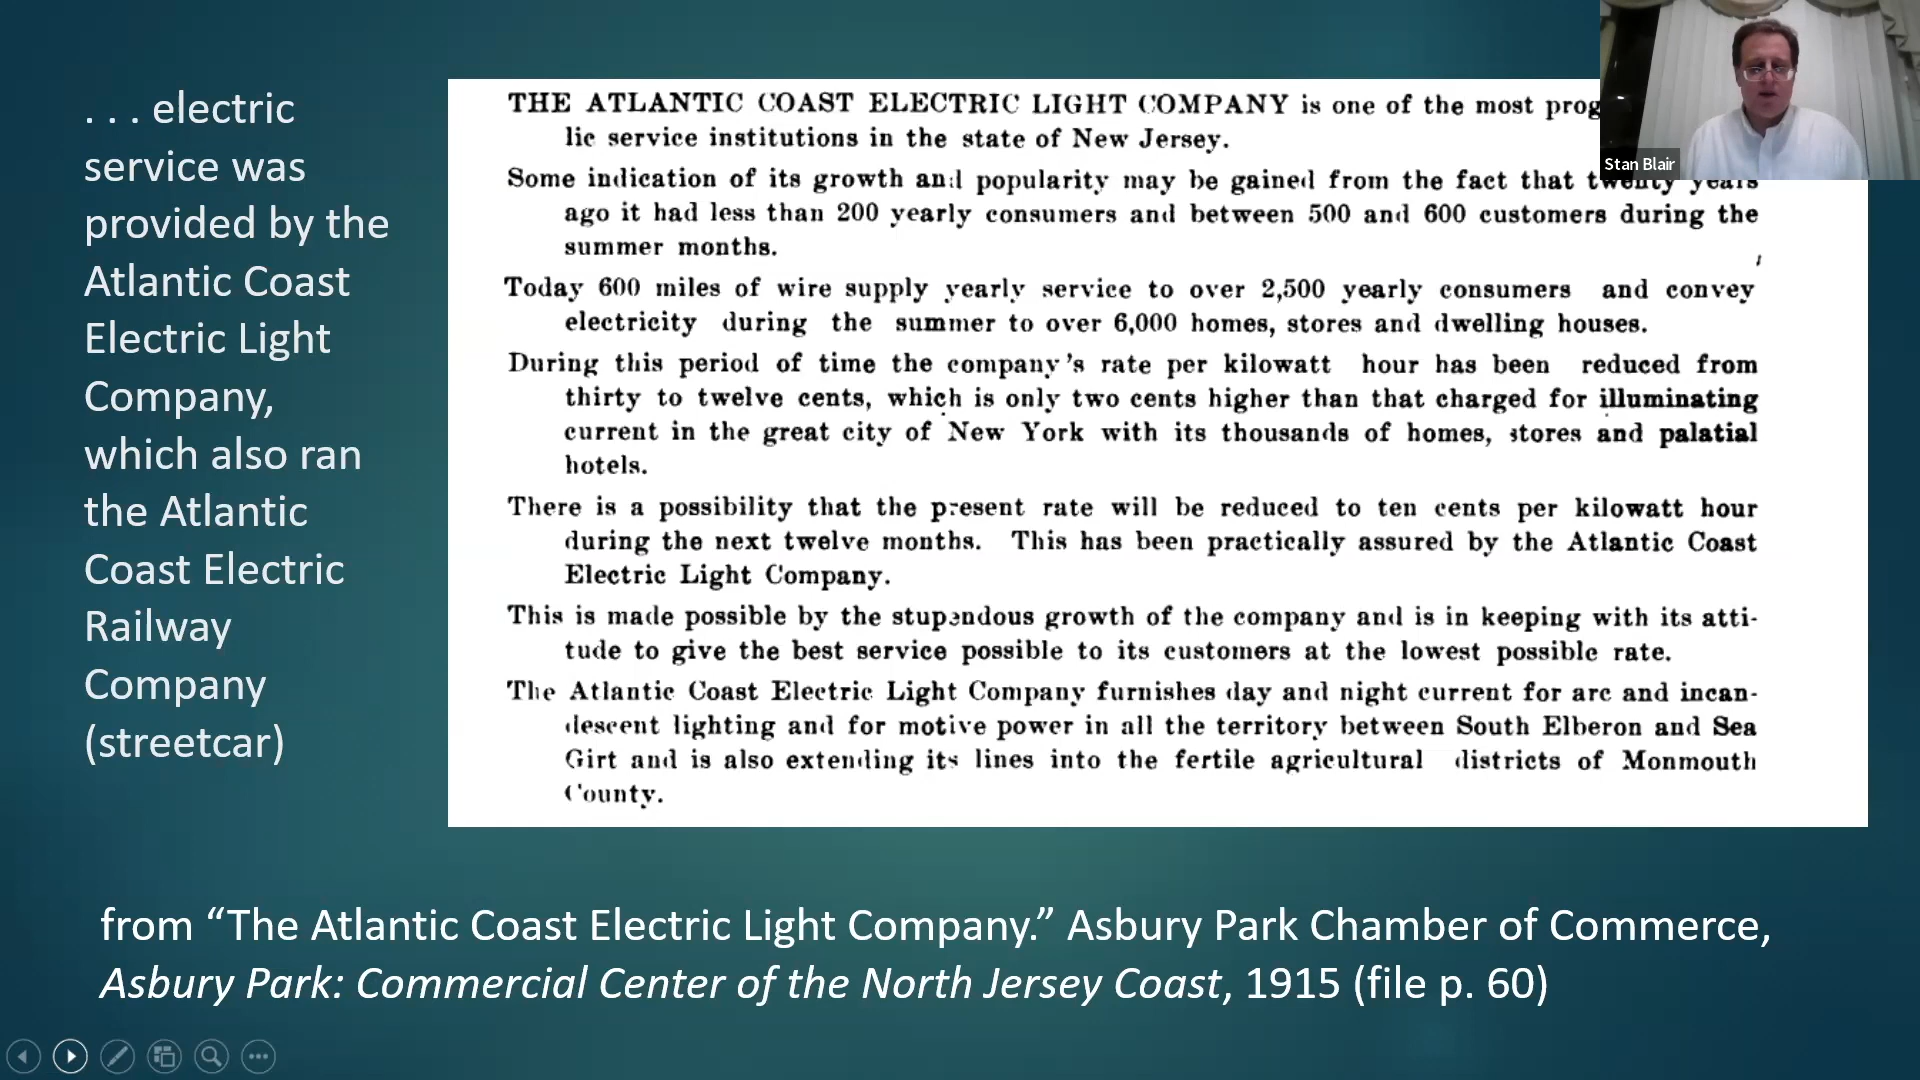 . . . electric
service was
provided by the
Atlantic Coast
Electric Light
Company,
which also ran
the Atlantic
Coast Electric
Railway
Company
(streetcar)
THE ATLANTIC COAST ELECTRIC LIGHT COMPANY is one of the most prog
lic service institutions in the state of New Jersey.
Some indication of its growth and popularity may be gained from the fact that twenty years
ago it had less than 200 yearly consumers and between 500 and 600 customers during the
summer months.
Today 600 miles of wire supply yearly service to over 2,500 yearly consumers and convey
electricity during the summer to over 6,000 homes, stores and dwelling houses.
During this period of time the company's rate per kilowatt hour has been reduced from
thirty to twelve cents, which is only two cents higher than that charged for illuminating
current in the great city of New York with its thousands of homes, stores and palatial
hotels.
There is a possibility that the present rate will be reduced to ten cents per kilowatt hour
during the next twelve months. This has been practically assured by the Atlantic Coast
Electric Light Company.
This is made possible by the stupendous growth of the company and is in keeping with its atti-
tude to give the best service possible to its customers at the lowest possible rate.
The Atlantic Coast Electric Light Company furnishes day and night current for arc and incan-
descent lighting and for motive power in all the territory between South Elberon and Sea
Girt and is also extending its lines into the fertile agricultural districts of Monmouth
County.
Stan Blair
from “The Atlantic Coast Electric Light Company.” Asbury Park Chamber of Commerce,
Asbury Park: Commercial Center of the North Jersey Coast, 1915 (file p. 60)